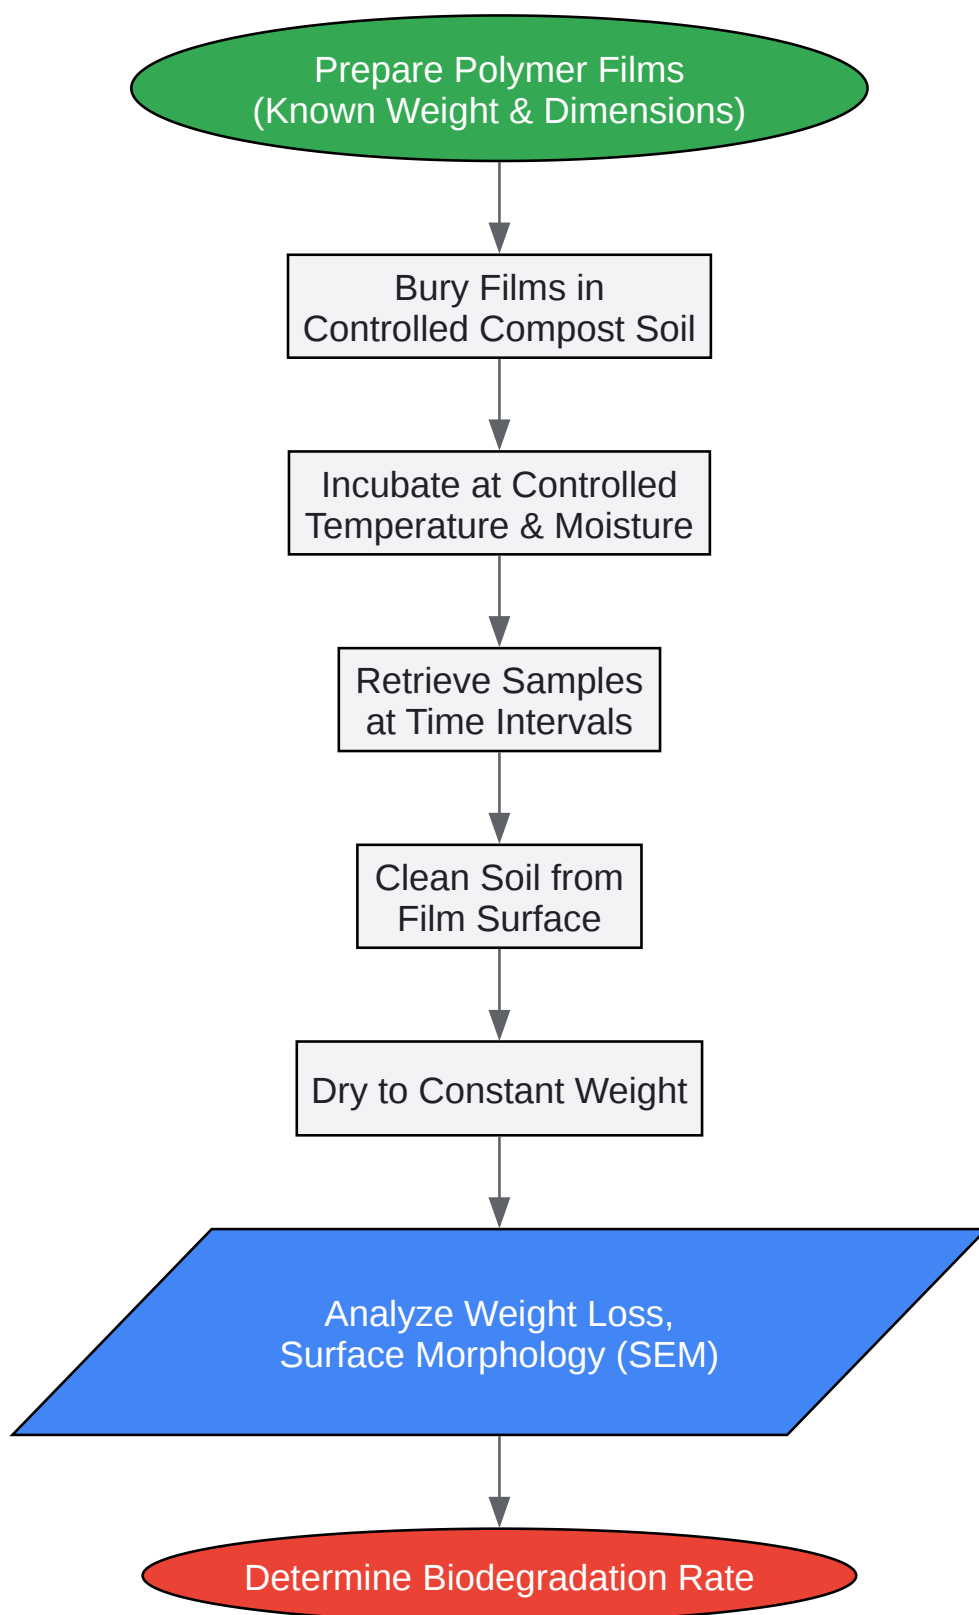 Prepare Polymer Films
(Known Weight & Dimensions)
Bury Films in
Controlled Compost Soil
Incubate at Controlled
Temperature & Moisture
Retrieve Samples
at Time Intervals
Clean Soil from
Film Surface
Dry to Constant Weight
Analyze Weight Loss,
Surface Morphology (SEM)
Determine Biodegradation Rate